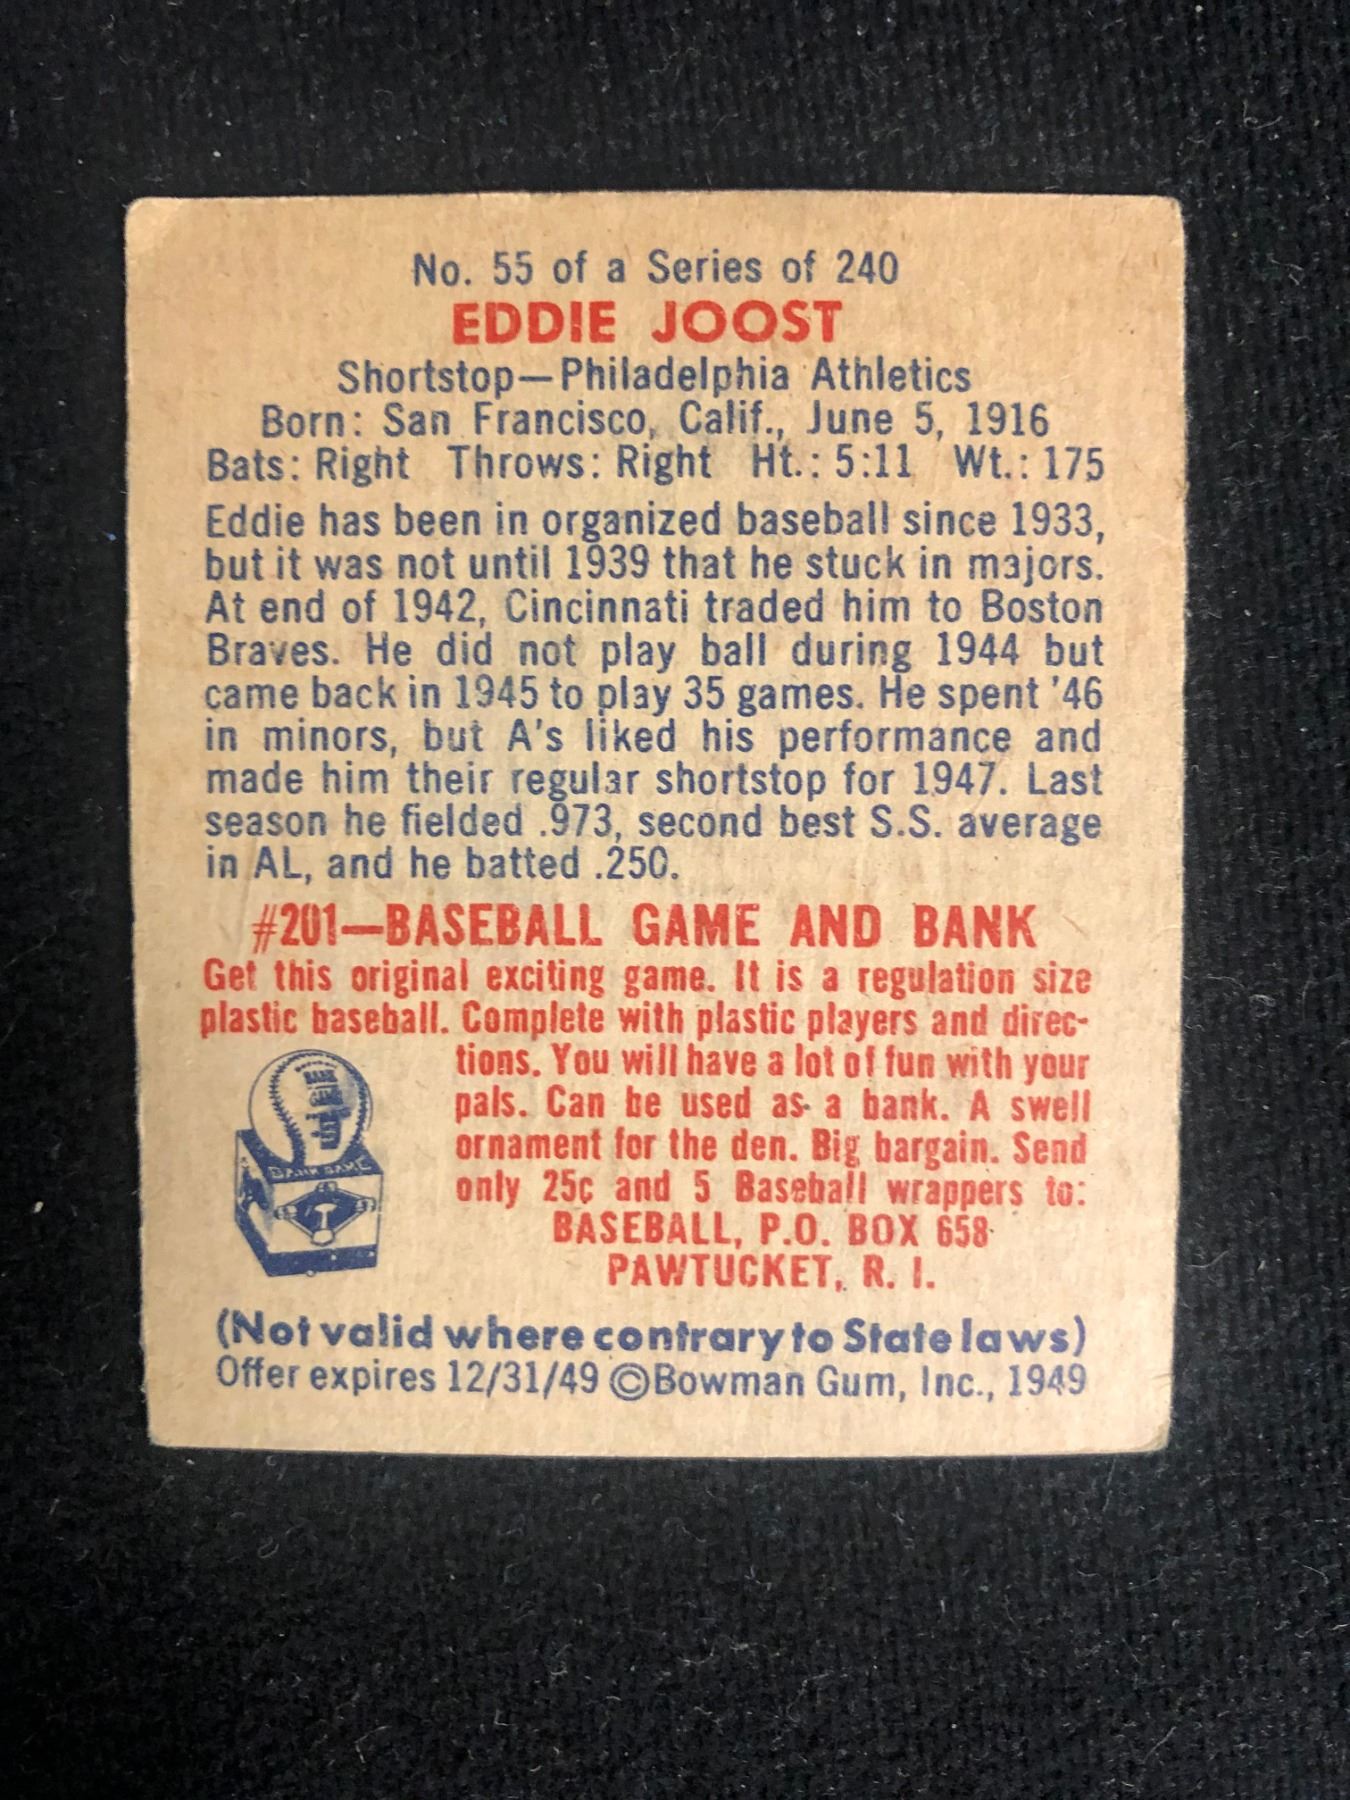 No. 55 of a Series of 240
EDDIE JOOST
Shortstop—Philadelphia Athletics
Born: San Francisco, Calif., June 5, 1916
Bats: Right Throws: Right Ht.: 5:11 Wt.: 175
Eddie has been in organized baseball since 1933,
but it was not until 1939 that he stuck in majors.
At end of 1942, Cincinnati traded him to Boston
Braves. He did not play ball during 1944 but
came back in 1945 to play 35 games. He spent '46
in minors, but A's liked his performance and
made him their regular shortstop for 1947. Last
season he fielded .973, second best S.S. average
in AL, and he batted .250.
#201—BASEBALL GAME AND BANK
Get this original exciting game. It is a regulation size
plastic baseball. Complete with plastic players and direc-
tions. You will have a lot of fun with your
pals. Can be used as a bank. A swell
ornament for the den. Big bargain. Send
only 25¢ and 5 Baseball wrappers to:
BASEBALL, P.O. BOX 658
PAWTUCKET, R. I.
BANK
GAME
BANK GAME
(Not valid where contrary to State laws)
Offer expires 12/31/49 ©Bowman Gum, Inc., 1949